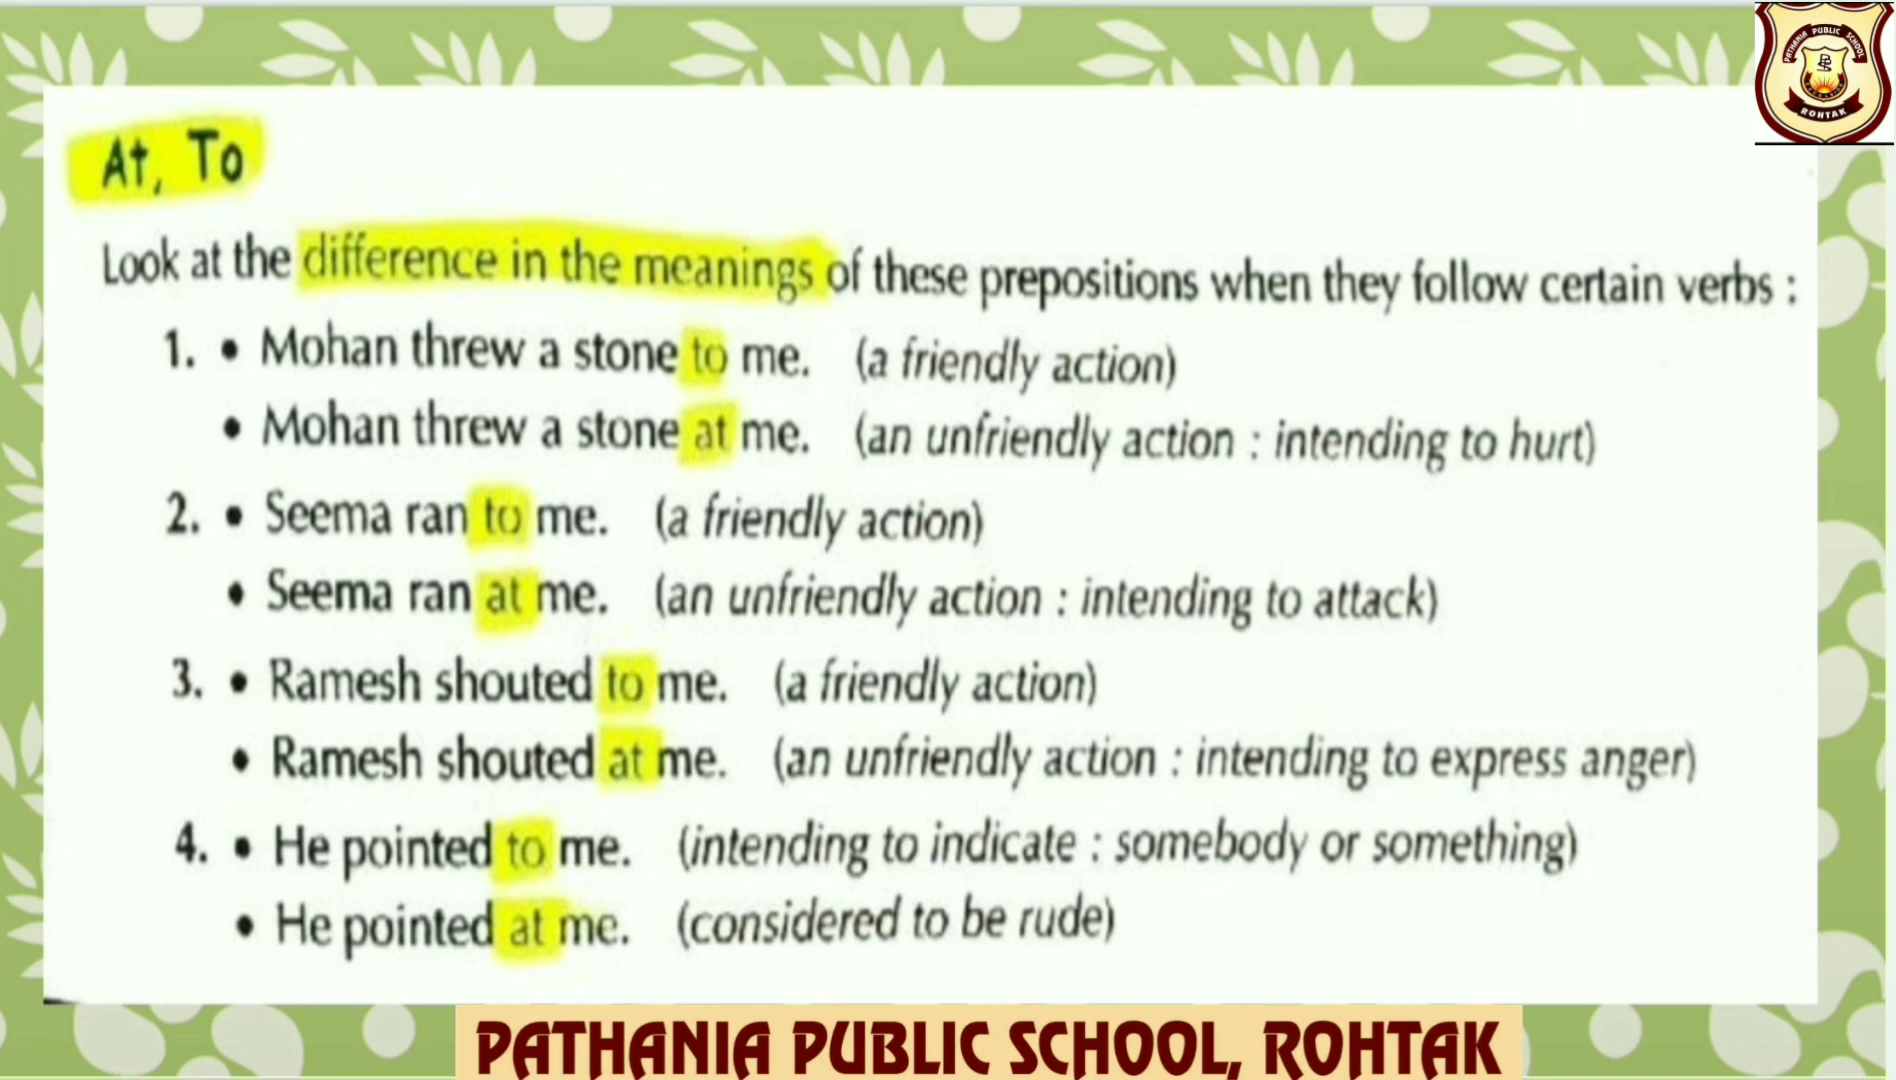 PATHANIA PUBLIC SCHOOL
ROHTAK
At, To
Look at the difference in the meanings of these prepositions when they follow certain verbs :
1. • Mohan threw a stone to me. (a friendly action)
• Mohan threw a stone at me. (an unfriendly action : intending to hurt)
2. • Seema ran to me. (a friendly action)
• Seema ran at me. (an unfriendly action : intending to attack)
3. • Ramesh shouted to me. (a friendly action)
• Ramesh shouted at me. (an unfriendly action : intending to express anger)
4. • He pointed to me. (intending to indicate : somebody or something)
• He pointed at me. (considered to be rude)
PATHANIA PUBLIC SCHOOL, ROHTAK